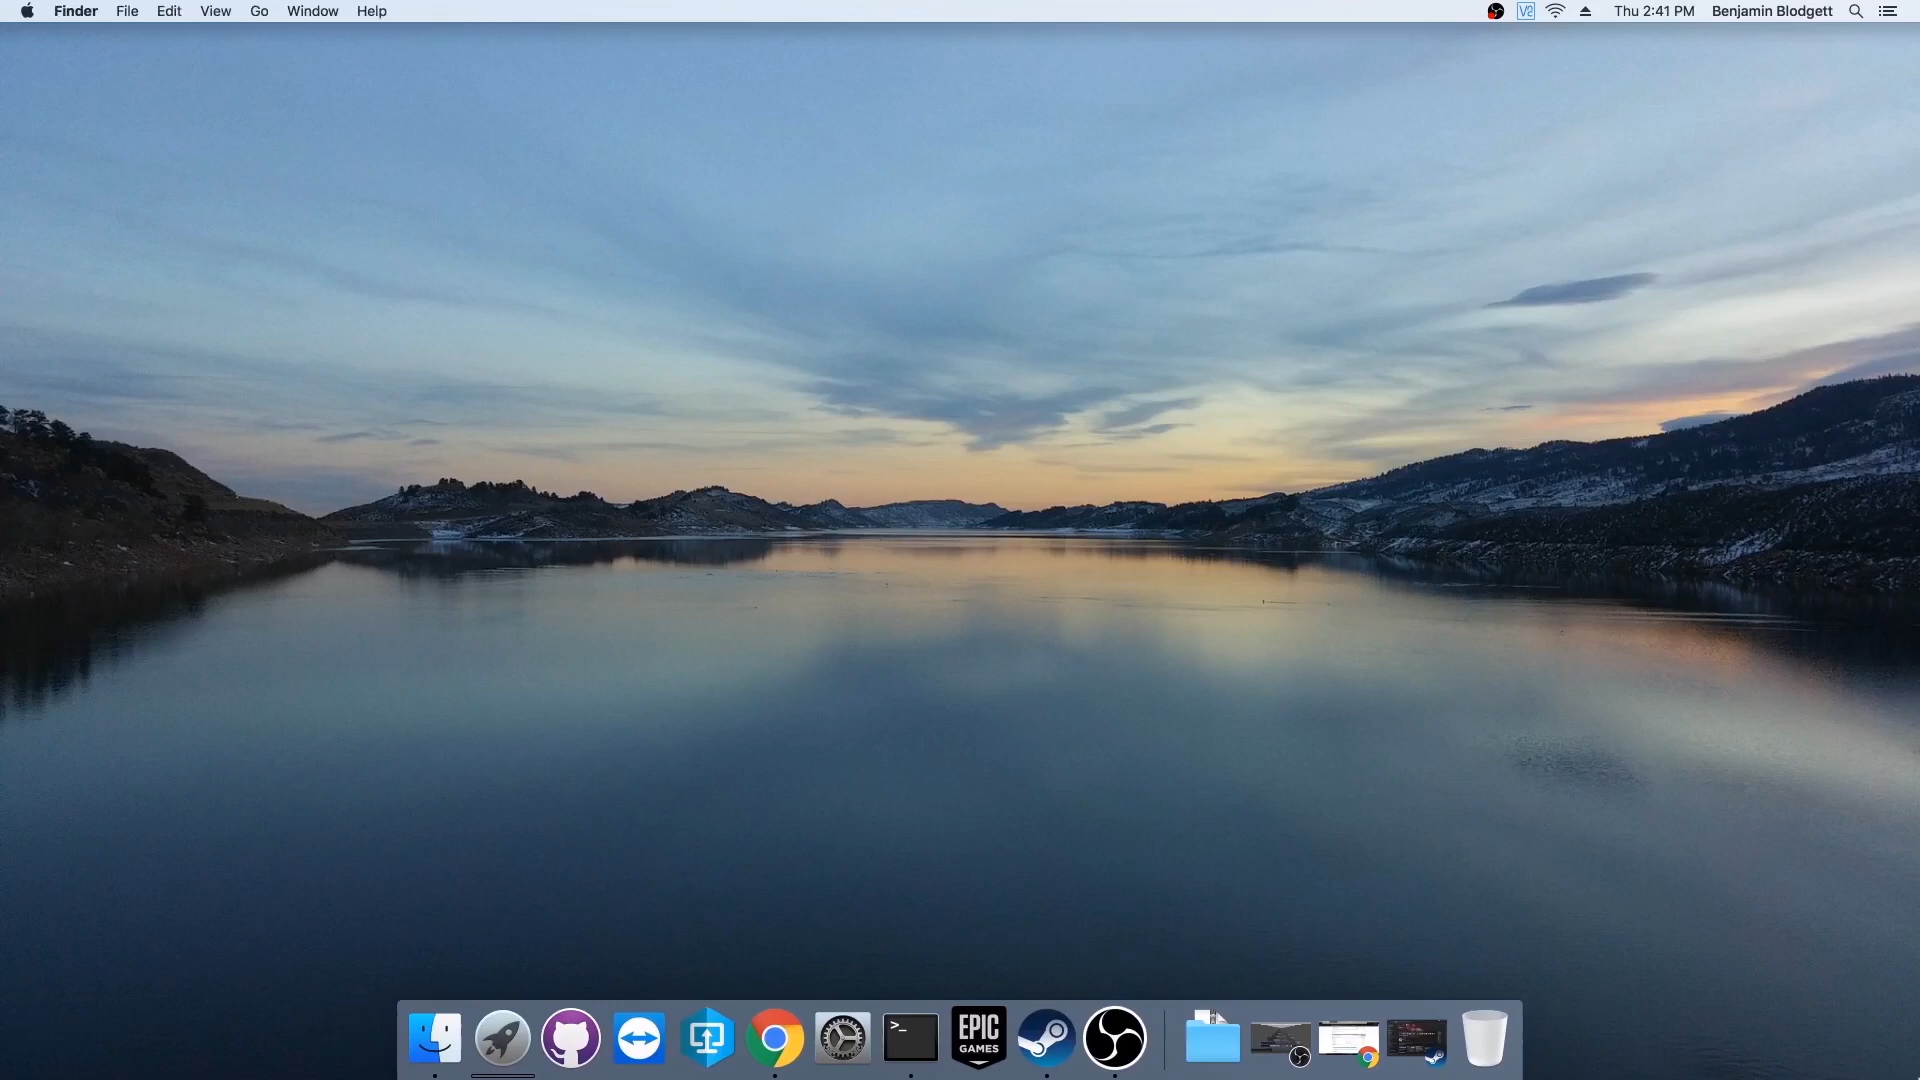 Finder File Edit View Go Window Help Thu 2:41 PM Benjamin Blodgett
>_
EPIC
GAMES